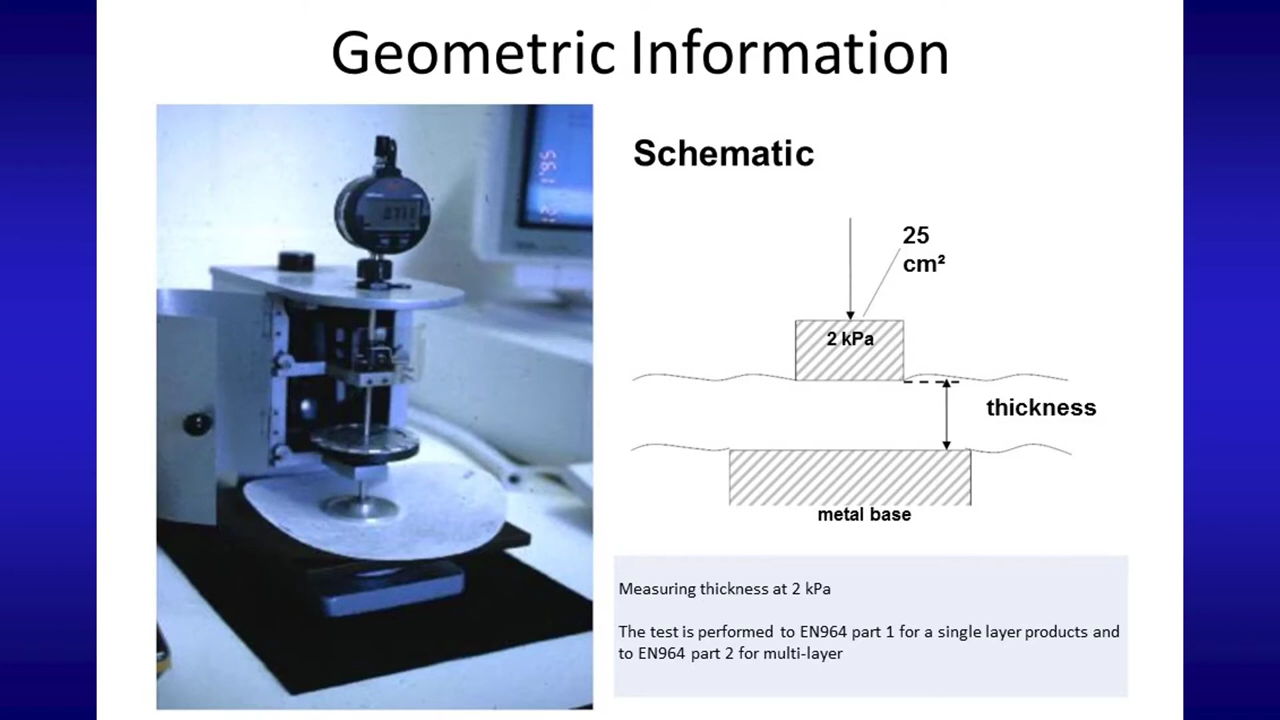 Geometric Information
Schematic
25
cm²
2 kPa
thickness
metal base
Measuring thickness at 2 kPa
The test is performed to EN964 part 1 for a single layer products and
to EN964 part 2 for multi-layer